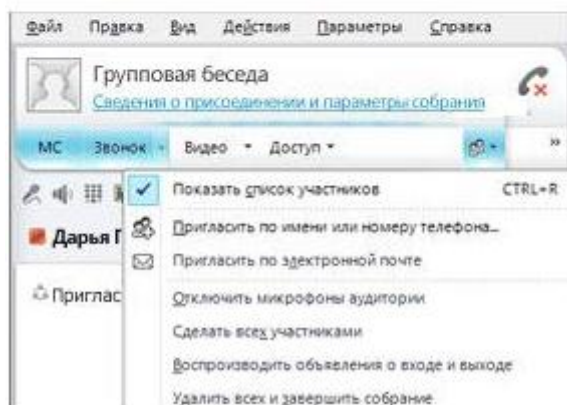 Файл Правка Вид Действия Параметры Справка
Групповая беседа
Сведения о присоединении и параметры собрания
МС Звонок Видео Доступ »
Показать список участников CTRL+R
Дарья Г
Пригласить по имени или номеру телефона...
Пригласить по электронной почте
Приглас
Отключить микрофоны аудитории
Сделать всех участниками
Воспроизводить объявления о входе и выходе
Удалить всех и завершить собрание